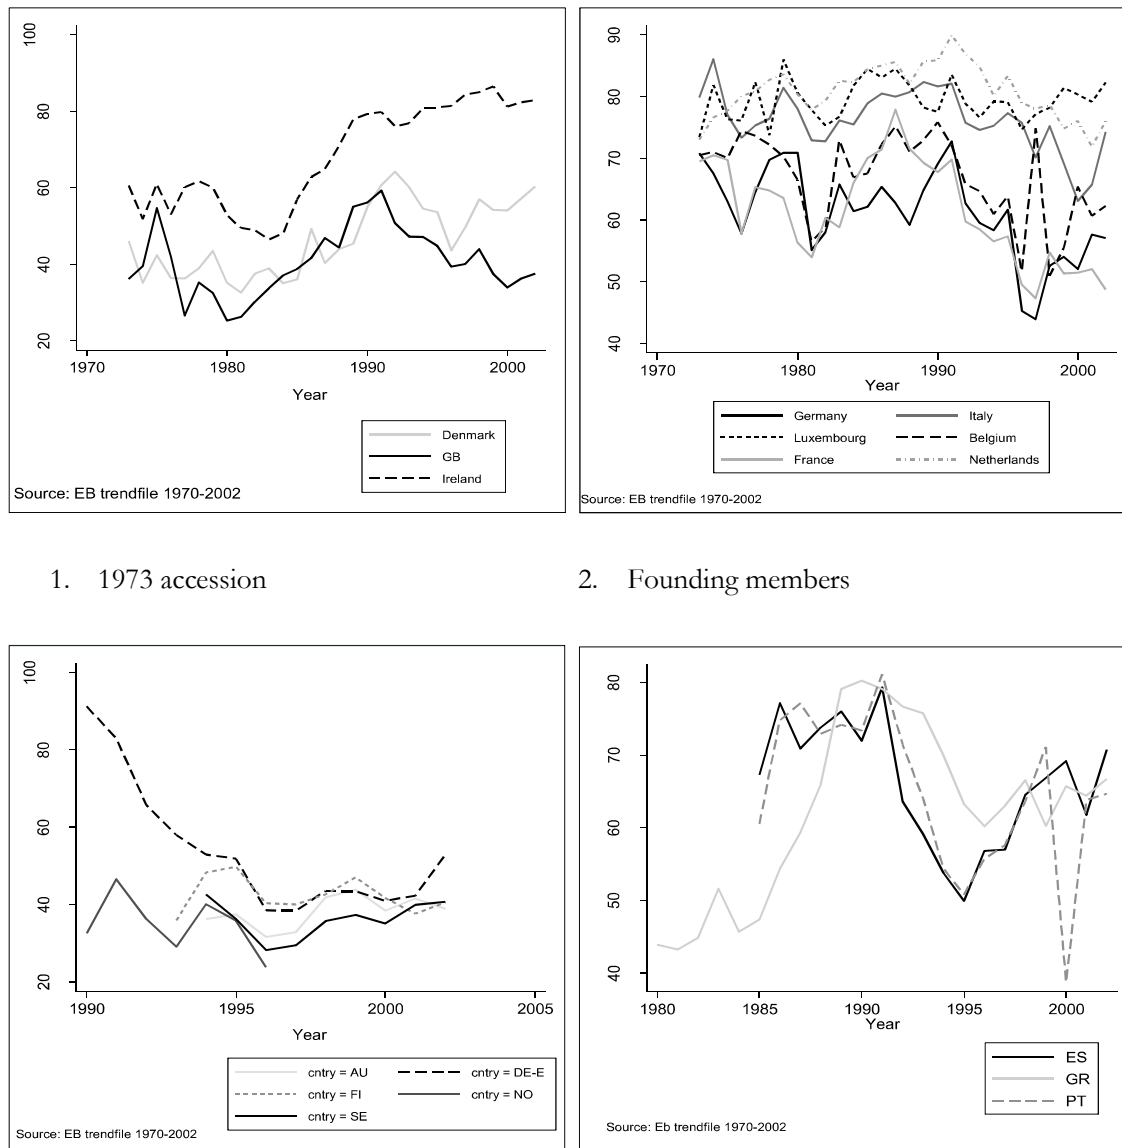 100
80
60
40
20
1970 1980 1990 2000
Year
Denmark
GB
Ireland
Source: EB trendfile 1970-2002
90
80
70
60
50
40
1970 1980 1990 2000
Year
Germany Italy
Luxembourg Belgium
France Netherlands
Source: EB trendfile 1970-2002
1. 1973 accession
2. Founding members
100
80
60
40
20
1990 1995 2000 2005
Year
cntry = AU cntry = DE-E
cntry = FI cntry = NO
cntry = SE
Source: EB trendfile 1970-2002
80
70
60
50
40
1980 1985 1990 1995 2000
Year
ES
GR
PT
Source: Eb trendfile 1970-2002